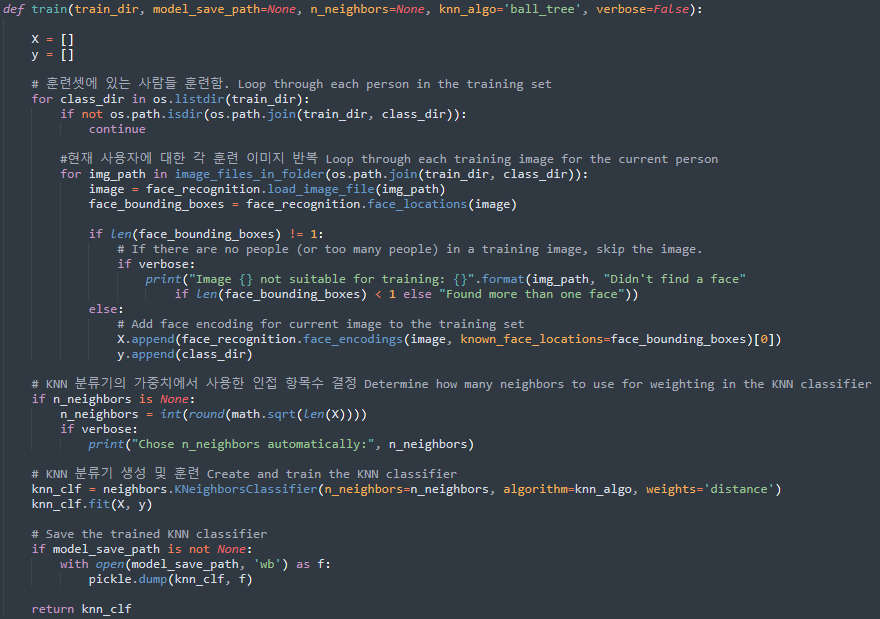 def train(train_dir, model_save_path=None, n_neighbors=None, knn_algo='ball_tree', verbose=False):
X = []
y = []
# 훈련셋에 있는 사람들 훈련함. Loop through each person in the training set
for class_dir in os.listdir(train_dir):
if not os.path.isdir(os.path.join(train_dir, class_dir)):
continue
#현재 사용자에 대한 각 훈련 이미지 반복 Loop through each training image for the current person
for img_path in image_files_in_folder(os.path.join(train_dir, class_dir)):
image = face_recognition.load_image_file(img_path)
face_bounding_boxes = face_recognition.face_locations(image)
if len(face_bounding_boxes) != 1:
# If there are no people (or too many people) in a training image, skip the image.
if verbose:
print("Image {} not suitable for training: {}".format(img_path, "Didn't find a face"
if len(face_bounding_boxes) < 1 else "Found more than one face"))
else:
# Add face encoding for current image to the training set
X.append(face_recognition.face_encodings(image, known_face_locations=face_bounding_boxes)[0])
y.append(class_dir)
# KNN 분류기의 가중치에서 사용한 인접 항목수 결정 Determine how many neighbors to use for weighting in the KNN classifier
if n_neighbors is None:
n_neighbors = int(round(math.sqrt(len(X))))
if verbose:
print("Chose n_neighbors automatically:", n_neighbors)
# KNN 분류기 생성 및 훈련 Create and train the KNN classifier
knn_clf = neighbors.KNeighborsClassifier(n_neighbors=n_neighbors, algorithm=knn_algo, weights='distance')
knn_clf.fit(X, y)
# Save the trained KNN classifier
if model_save_path is not None:
with open(model_save_path, 'wb') as f:
pickle.dump(knn_clf, f)
return knn_clf